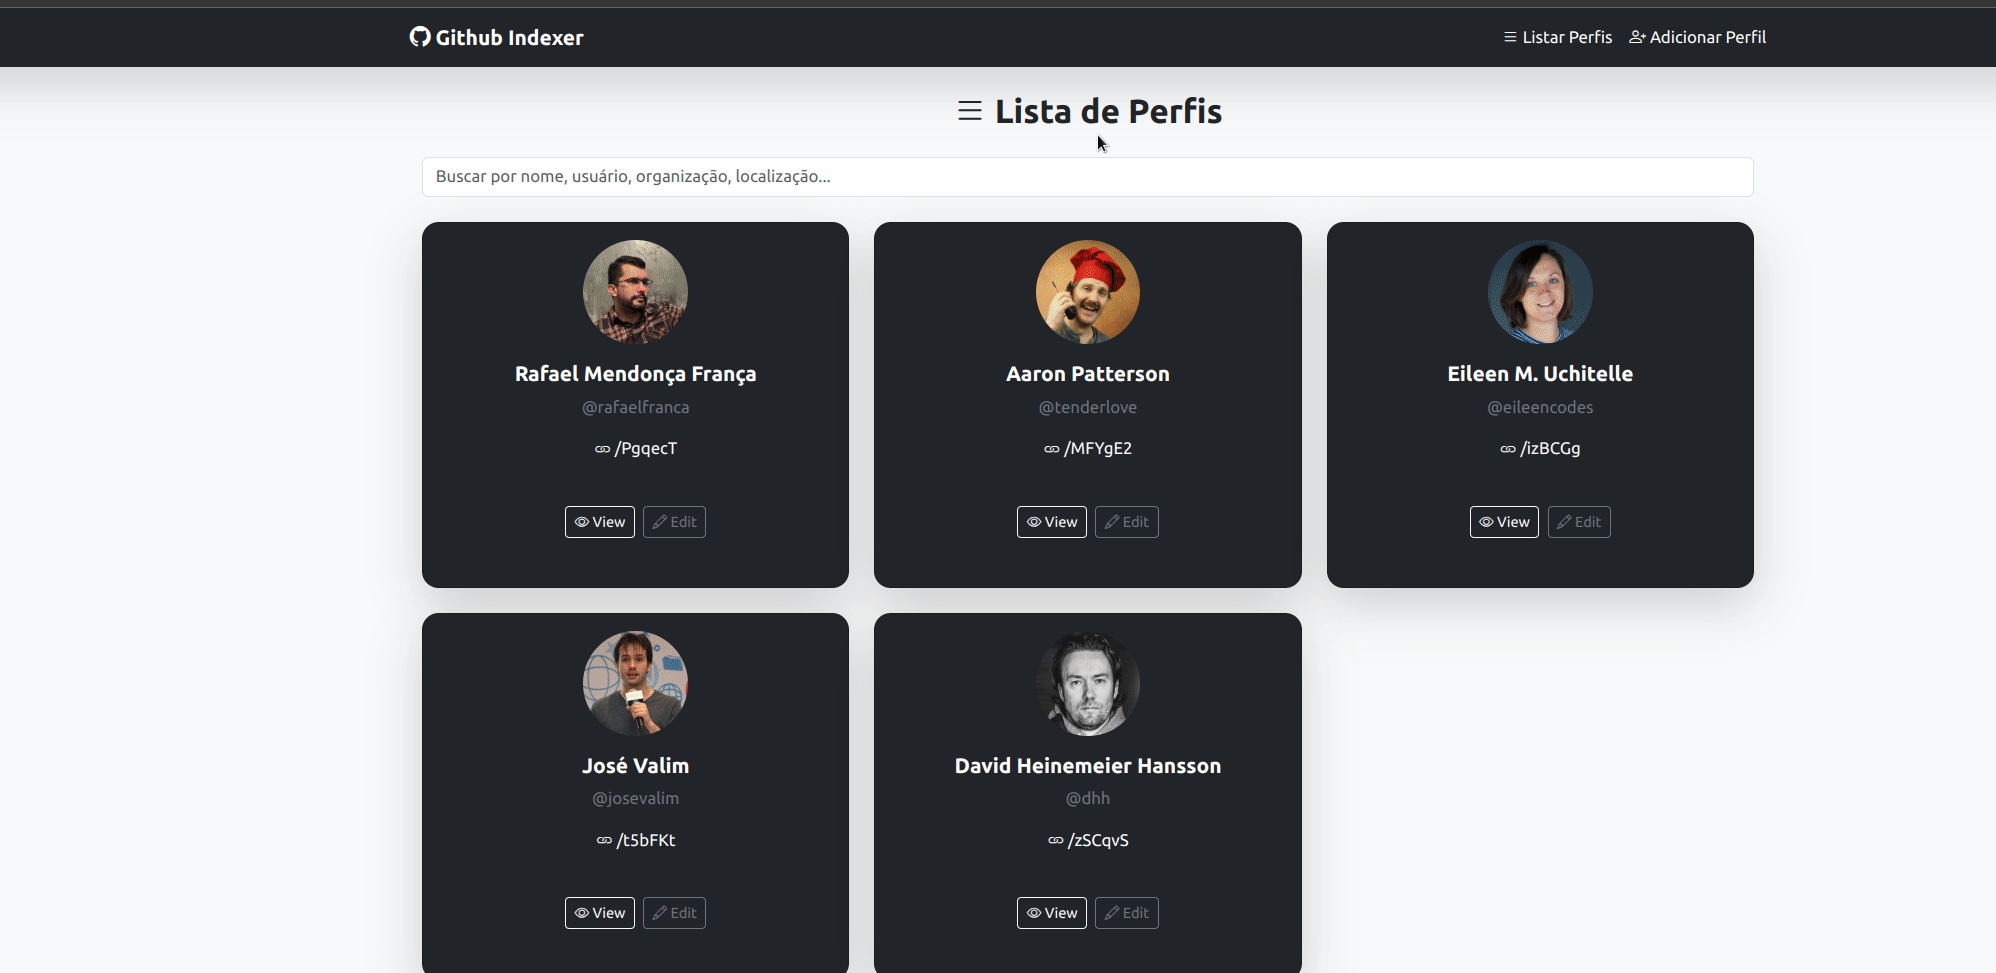 Github Indexer
Listar Perfis
Adicionar Perfil
Lista de Perfis
Buscar por nome, usuário, organização, localização...
Rafael Mendonça França
@rafaelfranca
/PgqecT
View
Edit
Aaron Patterson
@tenderlove
/MFYgE2
View
Edit
Eileen M. Uchitelle
@eileencodes
/izBCGg
View
Edit
José Valim
@josevalim
/t5bFKt
View
Edit
David Heinemeier Hansson
@dhh
/zSCqvS
View
Edit